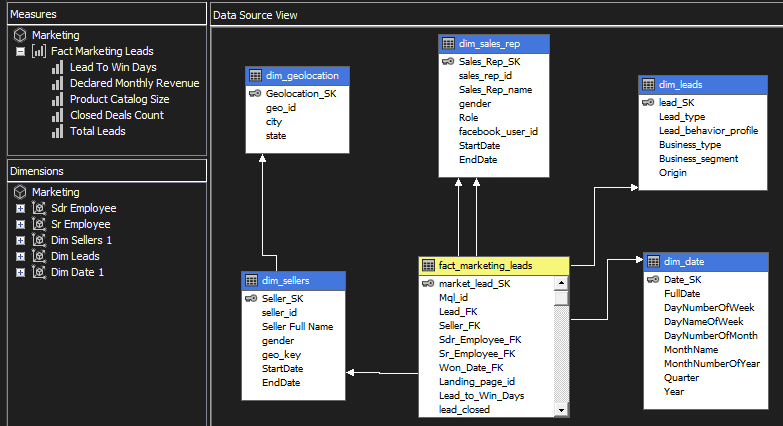 Measures
Marketing
Fact Marketing Leads
Lead To Win Days
Declared Monthly Revenue
Product Catalog Size
Closed Deals Count
Total Leads
Dimensions
Marketing
Sdr Employee
Sr Employee
Dim Sellers 1
Dim Leads
Dim Date 1
Data Source View
dim_geolocation
Geolocation_SK
geo_id
city
state
dim_sales_rep
Sales_Rep_SK
sales_rep_id
Sales_Rep_name
gender
Role
facebook_user_id
StartDate
EndDate
dim_leads
lead_SK
Lead_type
Lead_behavior_profile
Business_type
Business_segment
Origin
dim_sellers
Seller_SK
seller_id
Seller Full Name
gender
geo_key
StartDate
EndDate
fact_marketing_leads
market_lead_SK
Mql_id
Lead_FK
Seller_FK
Sdr_Employee_FK
Sr_Employee_FK
Won_Date_FK
Landing_page_id
Lead_to_Win_Days
lead_closed
dim_date
Date_SK
FullDate
DayNumberOfWeek
DayNameOfWeek
DayNumberOfMonth
MonthName
MonthNumberOfYear
Quarter
Year